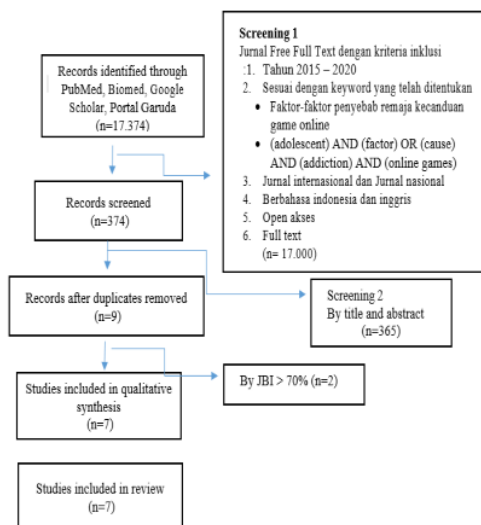 Records identified through
PubMed, Biomed, Google
Scholar, Portal Garuda
(n=17.374)
Screening 1
Jurnal Free Full Text dengan kriteria inklusi
:1. Tahun 2015 – 2020
2. Sesuai dengan keyword yang telah ditentukan
• Faktor-faktor penyebab remaja kecanduan
game online
• (adolescent) AND (factor) OR (cause)
AND (addiction) AND (online games)
3. Jurnal internasional dan Jurnal nasional
4. Berbahasa indonesia dan inggris
5. Open akses
6. Full text
(n= 17.000)
Records screened
(n=374)
Records after duplicates removed
(n=9)
Screening 2
By title and abstract
(n=365)
Studies included in qualitative
synthesis
(n=7)
By JBI > 70% (n=2)
Studies included in review
(n=7)